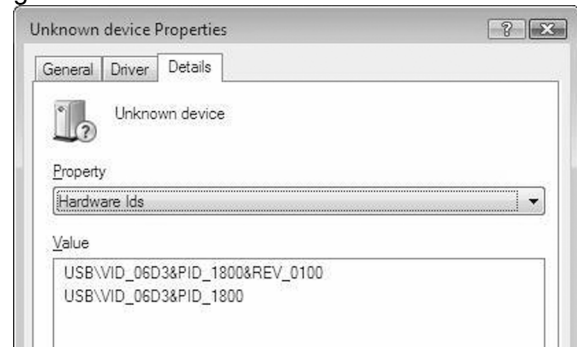 Unknown device Properties
General Driver Details
Unknown device
Property
Hardware Ids
Value
USB\VID_06D3&PID_1800&REV_0100
USB\VID_06D3&PID_1800